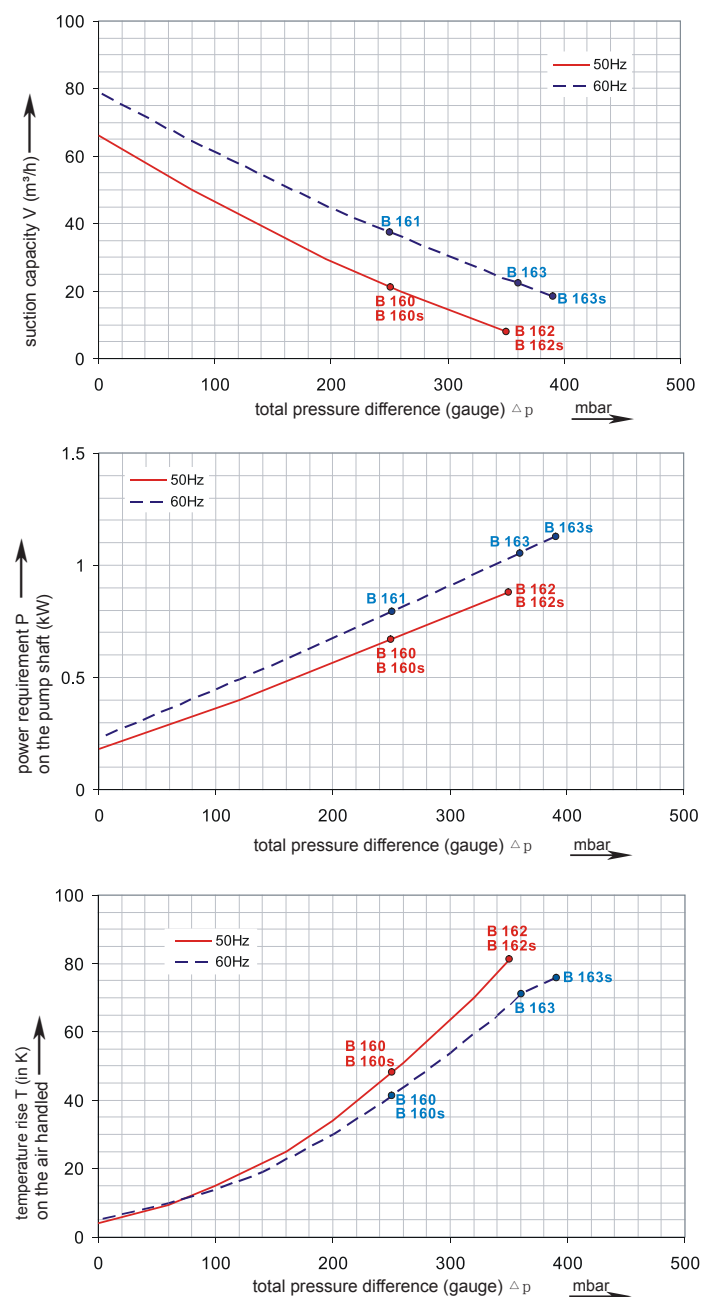 100
80
60
40
20
0
suction capacity V (m³/h)
50Hz
60Hz
B 161
B 163
B 163s
B 160
B 160s
B 162
B 162s
0 100 200 300 400 500
total pressure difference (gauge) △p mbar
1.5
1
0.5
0
power requirement P
on the pump shaft (kW)
50Hz
60Hz
B 163s
B 163
B 161
B 162
B 162s
B 160
B 160s
0 100 200 300 400 500
total pressure difference (gauge) △p mbar
100
80
60
40
20
0
temperature rise T (in K)
on the air handled
50Hz
60Hz
B 162
B 162s
B 163s
B 163
B 160
B 160s
B 160
B 160s
0 100 200 300 400 500
total pressure difference (gauge) △p mbar